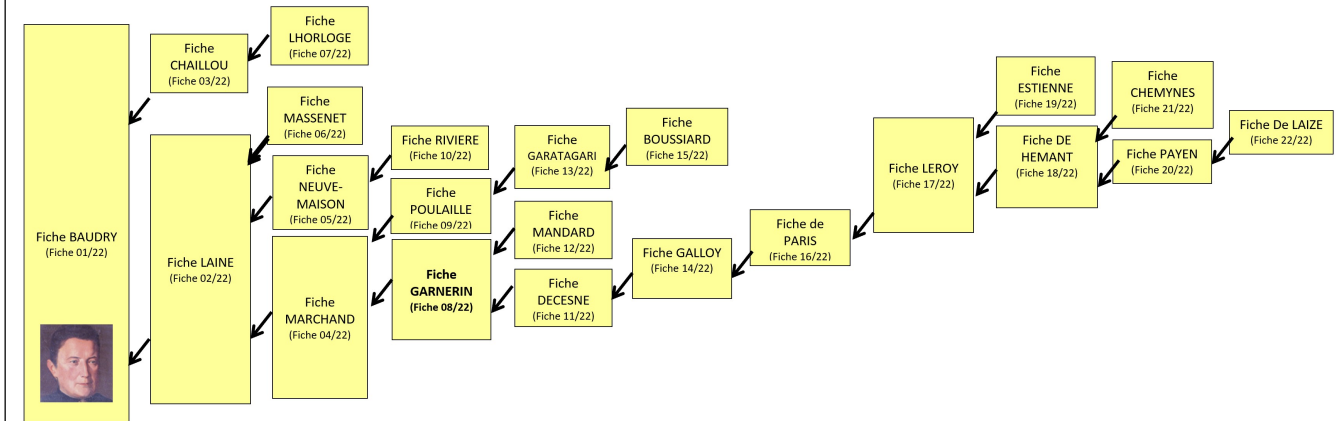 Fiche BAUDRY
(Fiche 01/22)
Fiche
CHAILLOU
(Fiche 03/22)
Fiche LAINE
(Fiche 02/22)
Fiche
LHORLOGE
(Fiche 07/22)
Fiche
MASSENET
(Fiche 06/22)
Fiche
NEUVE-
MAISON
(Fiche 05/22)
Fiche
MARCHAND
(Fiche 04/22)
Fiche RIVIERE
(Fiche 10/22)
Fiche
POULAILLE
(Fiche 09/22)
Fiche
GARNERIN
(Fiche 08/22)
Fiche
GARATAGARI
(Fiche 13/22)
Fiche
MANDARD
(Fiche 12/22)
Fiche
DECESNE
(Fiche 11/22)
Fiche
BOUSSIARD
(Fiche 15/22)
Fiche GALLOY
(Fiche 14/22)
Fiche de
PARIS
(Fiche 16/22)
Fiche LEROY
(Fiche 17/22)
Fiche
ESTIENNE
(Fiche 19/22)
Fiche DE
HEMANT
(Fiche 18/22)
Fiche
CHEMYNES
(Fiche 21/22)
Fiche PAYEN
(Fiche 20/22)
Fiche De LAIZE
(Fiche 22/22)